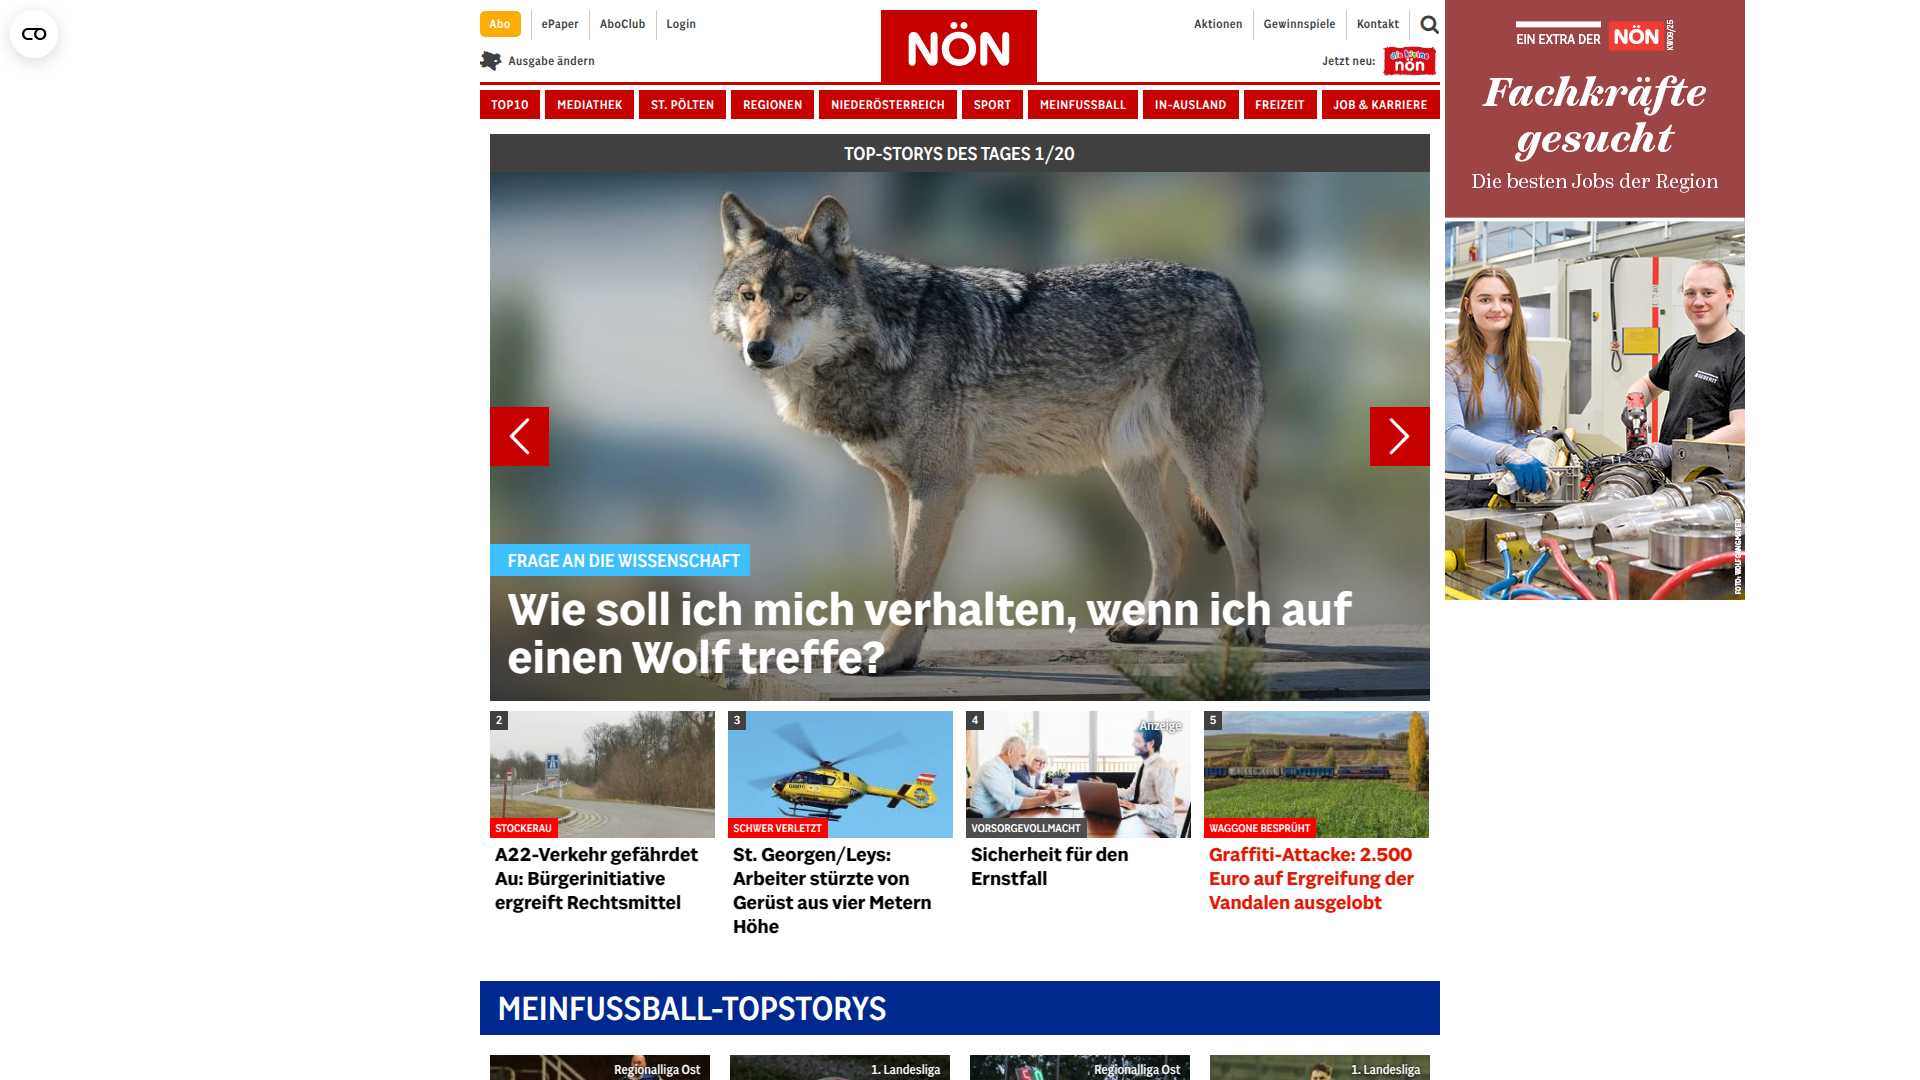 Abo
ePaper
AboClub
Login
Aktionen
Gewinnspiele
Kontakt
Ausgabe ändern
NÖN
Jetzt neu:
die kleine
nön
TOP10
MEDIATHEK
ST. PÖLTEN
REGIONEN
NIEDERÖSTERREICH
SPORT
MEINFUSSBALL
IN-AUSLAND
FREIZEIT
JOB & KARRIERE
EIN EXTRA DER NÖN
KW09/25
Fachkräfte
gesucht
Die besten Jobs der Region
FOTO: WOLFGANG MAYER
TOP-STORYS DES TAGES 1/20
FRAGE AN DIE WISSENSCHAFT
Wie soll ich mich verhalten, wenn ich auf
einen Wolf treffe?
2
STOCKERAU
A22-Verkehr gefährdet
Au: Bürgerinitiative
ergreift Rechtsmittel
3
SCHWER VERLETZT
St. Georgen/Leys:
Arbeiter stürzte von
Gerüst aus vier Metern
Höhe
4
Anzeige
VORSORGEVOLLMACHT
Sicherheit für den
Ernstfall
5
WAGGONE BESPRÜHT
Graffiti-Attacke: 2.500
Euro auf Ergreifung der
Vandalen ausgelobt
MEINFUSSBALL-TOPSTORYS
Regionalliga Ost
1. Landesliga
Regionalliga Ost
1. Landesliga